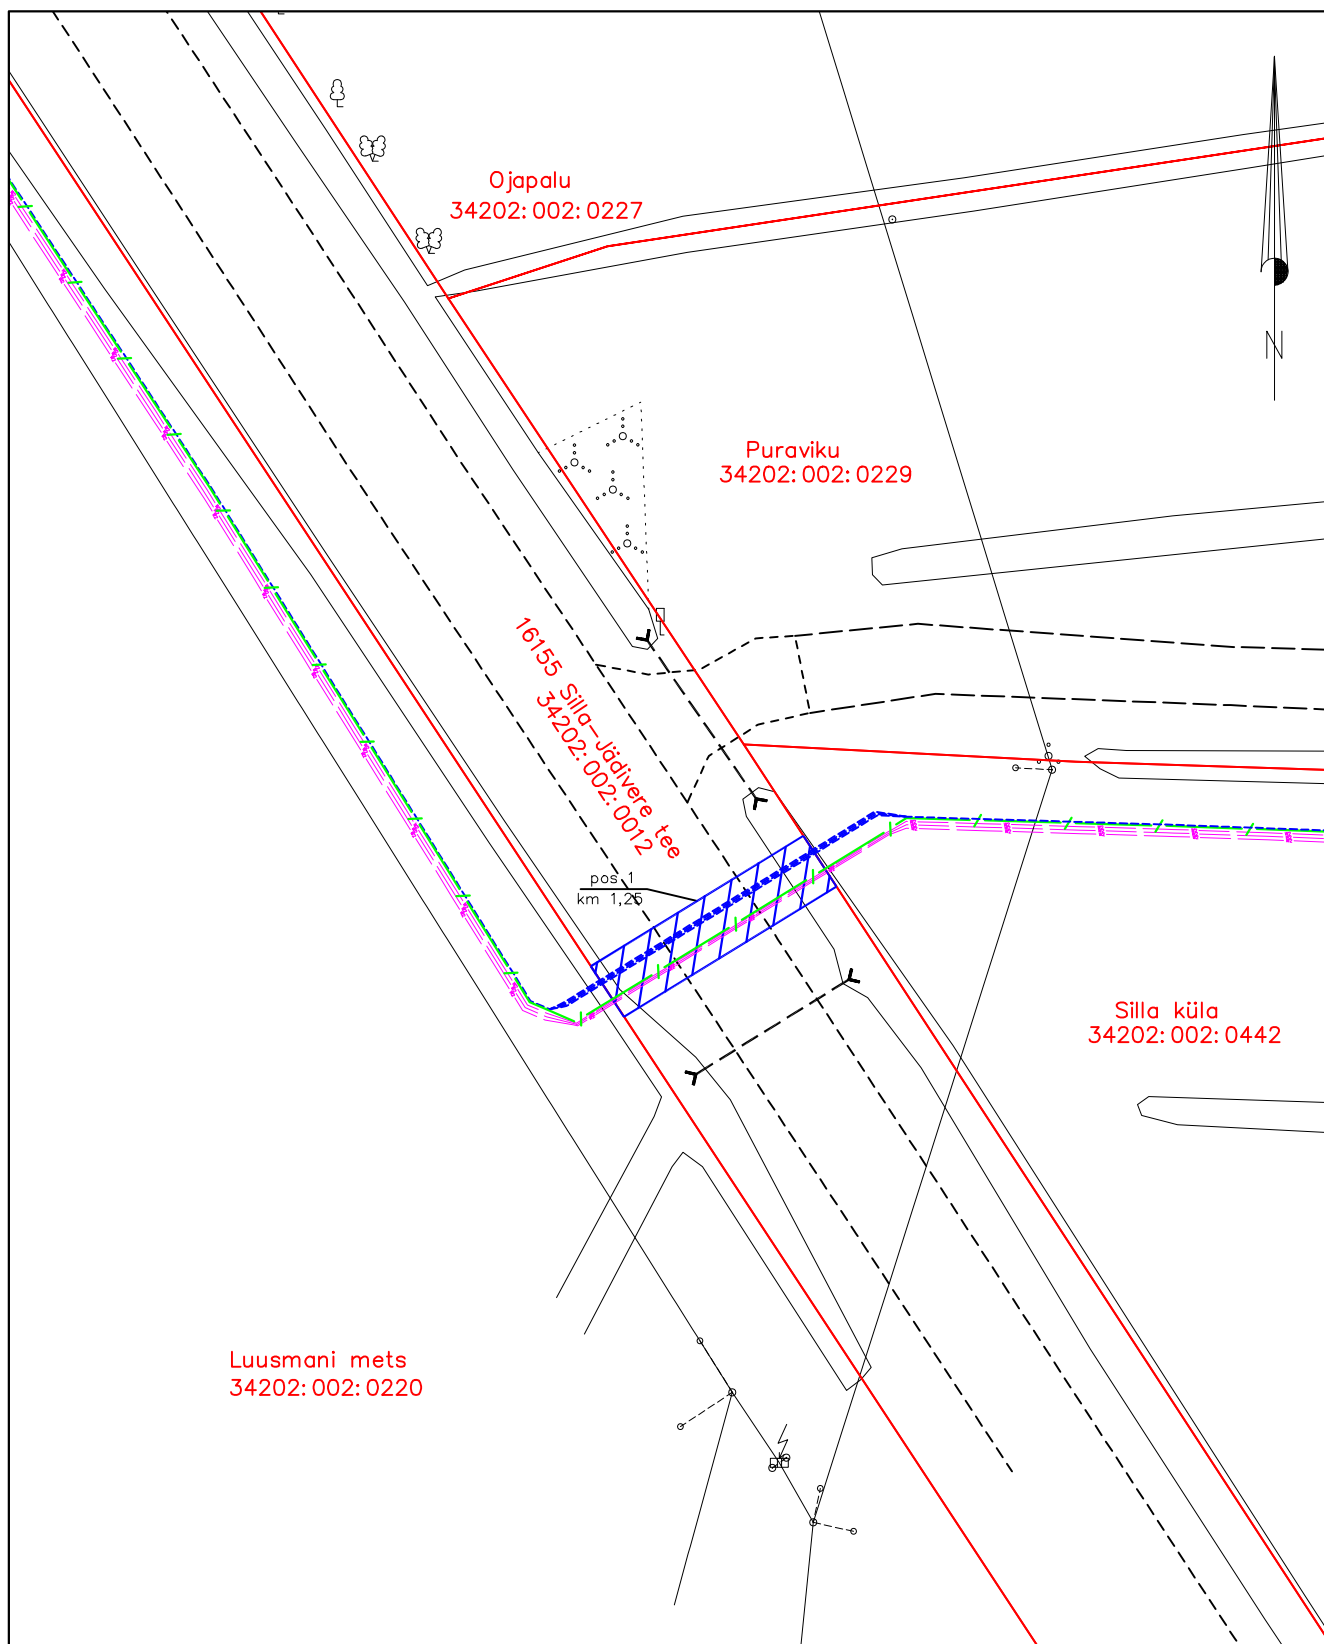 Ojapalu
34202:002:0227
N
Puraviku
34202:002:0229
16155 Silla-Jädivere tee
34202:002:0012
pos 1
km 1,25
Silla küla
34202:002:0442
Luusmani mets
34202:002:0220